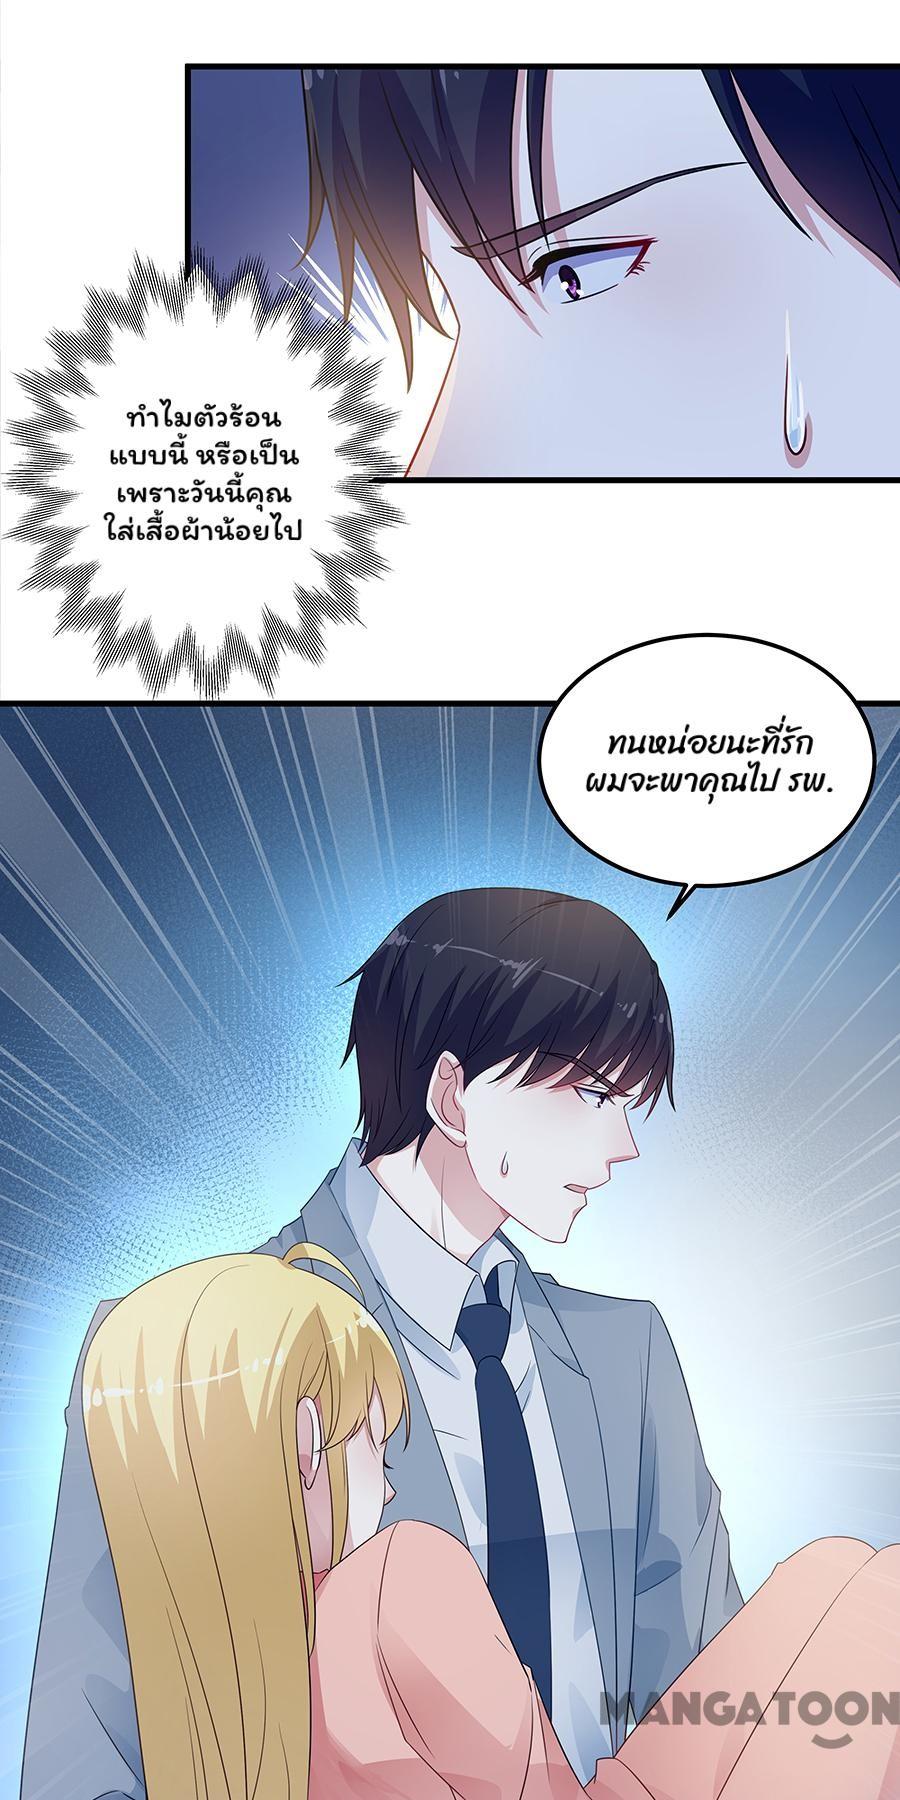 ทำไมตัวร้อน
แบบนี้ หรือเป็น
เพราะวันนี้คุณ
ใส่เสื้อผ้าน้อยไป
ทนหน่อยนะที่รัก
ผมจะพาคุณไป รพ.
MANGATOON